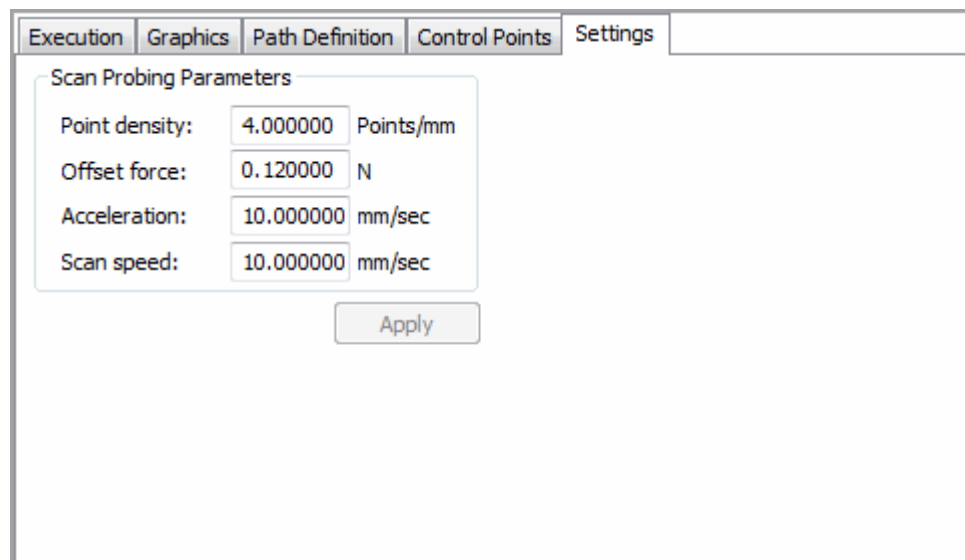 Execution Graphics Path Definition Control Points Settings
Scan Probing Parameters
Point density: 4.000000 Points/mm
Offset force: 0.120000 N
Acceleration: 10.000000 mm/sec
Scan speed: 10.000000 mm/sec
Apply